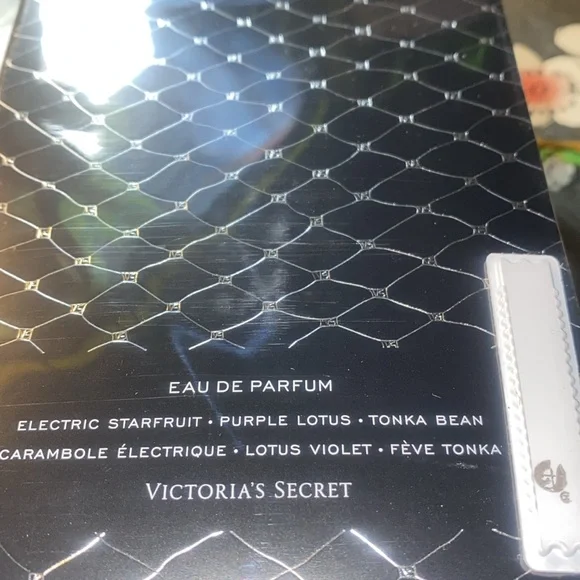 EAU DE PARFUM
ELECTRIC STARFRUIT • PURPLE LOTUS • TONKA BEAN
CARAMBOLE ÉLECTRIQUE • LOTUS VIOLET • FÈVE TONKA
VICTORIA'S SECRET